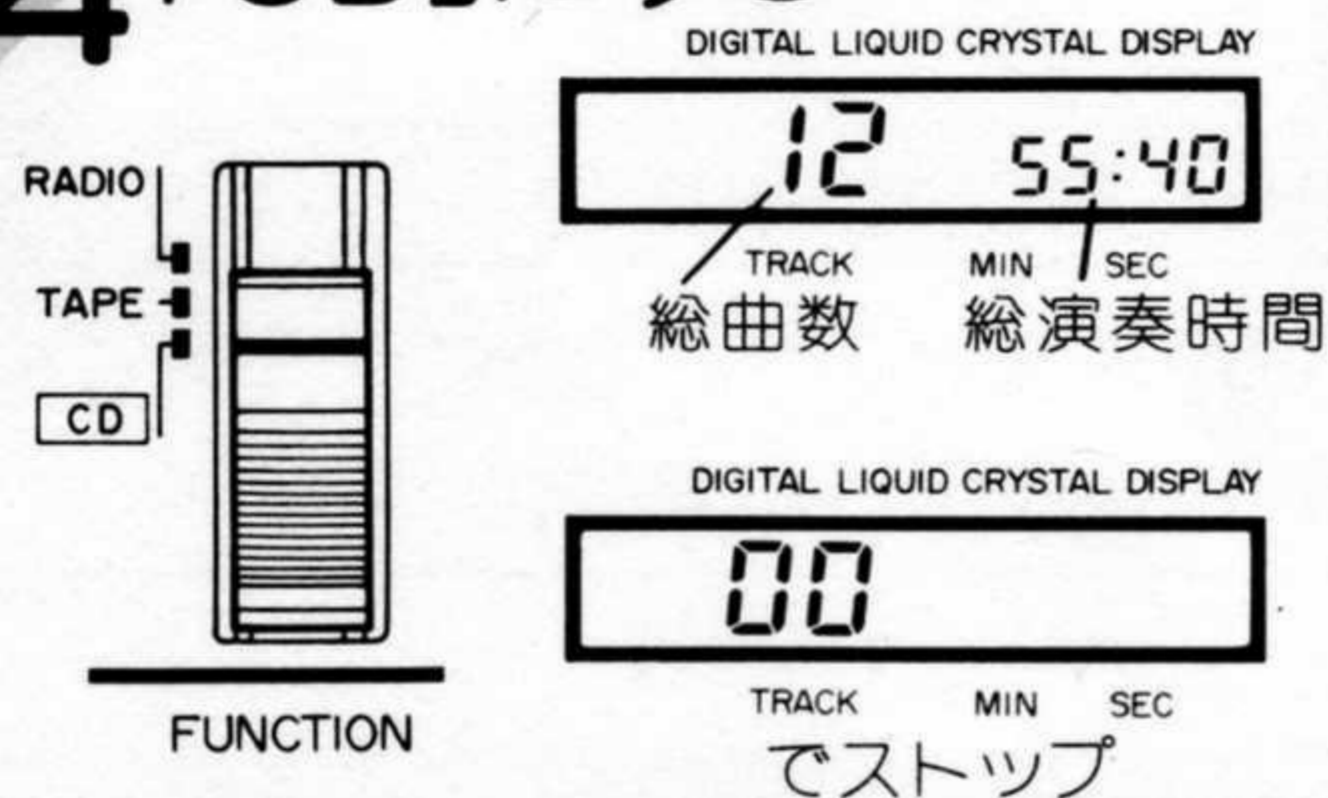 4
DIGITAL LIQUID CRYSTAL DISPLAY
12 55:40
TRACK MIN SEC
総曲数 総演奏時間
RADIO
TAPE
CD
FUNCTION
DIGITAL LIQUID CRYSTAL DISPLAY
00
TRACK MIN SEC
でストップ